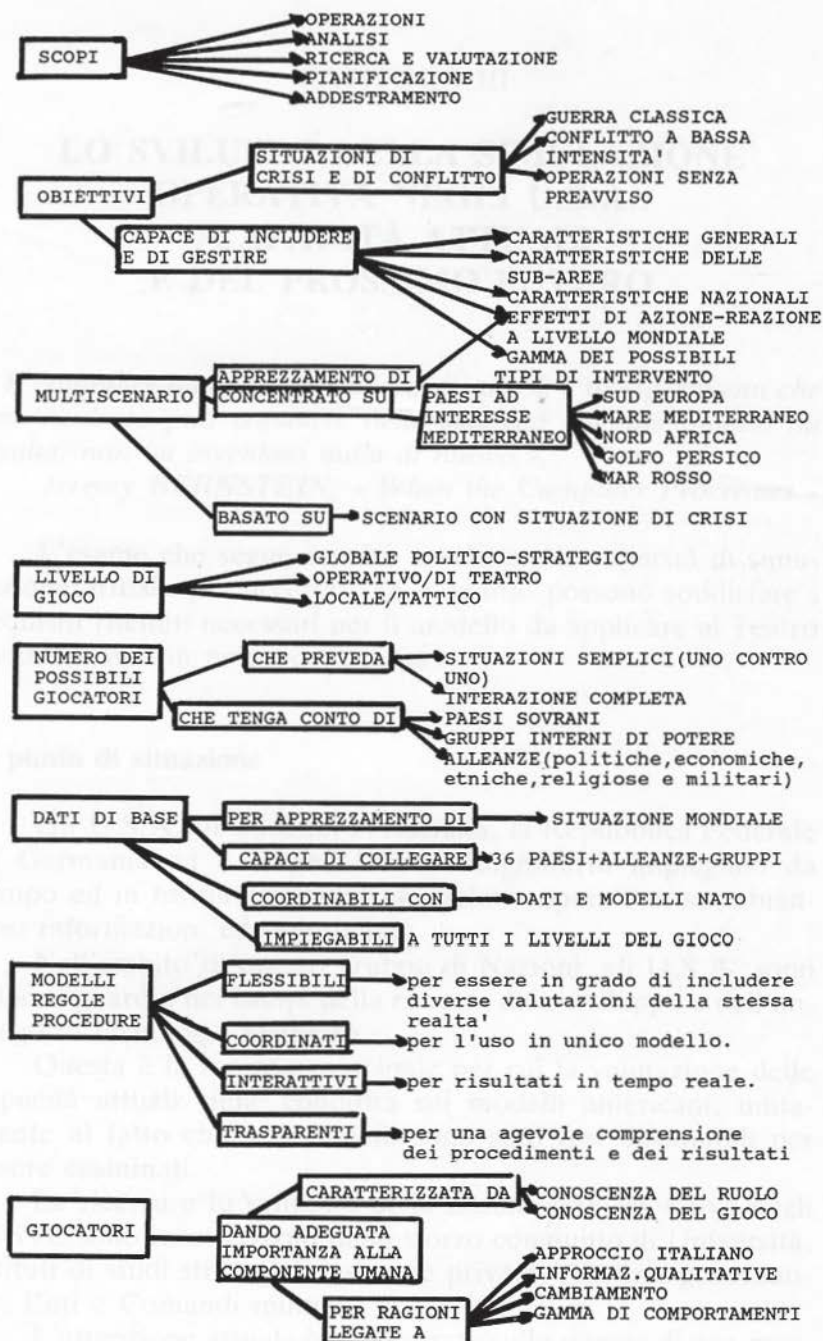 SCOPI
OPERAZIONI
ANALISI
RICERCA E VALUTAZIONE
PIANIFICAZIONE
ADDESTRAMENTO
OBIETTIVI
SITUAZIONI DI
CRISI E DI CONFLITTO
GUERRA CLASSICA
CONFLITTO A BASSA
INTENSITA'
OPERAZIONI SENZA
PREAVVISO
CAPACE DI INCLUDERE
E DI GESTIRE
CARATTERISTICHE GENERALI
CARATTERISTICHE DELLE
SUB-AREE
CARATTERISTICHE NAZIONALI
EFFETTI DI AZIONE-REAZIONE
A LIVELLO MONDIALE
GAMMA DEI POSSIBILI
TIPI DI INTERVENTO
MULTISCENARIO
APPREZZAMENTO DI
CONCENTRATO SU
PAESI AD
INTERESSE
MEDITERRANEO
SUD EUROPA
MARE MEDITERRANEO
NORD AFRICA
GOLFO PERSICO
MAR ROSSO
BASATO SU
SCENARIO CON SITUAZIONE DI CRISI
LIVELLO DI
GIOCO
GLOBALE POLITICO-STRATEGICO
OPERATIVO/DI TEATRO
LOCALE/TATTICO
NUMERO DEI
POSSIBILI
GIOCATORI
CHE PREVEDA
SITUAZIONI SEMPLICI(UNO CONTRO
UNO)
INTERAZIONE COMPLETA
CHE TENGA CONTO DI
PAESI SOVRANI
GRUPPI INTERNI DI POTERE
ALLEANZE(politiche,economiche,
etniche,religiose e militari)
DATI DI BASE
PER APPREZZAMENTO DI
SITUAZIONE MONDIALE
CAPACI DI COLLEGARE
36 PAESI+ALLEANZE+GRUPPI
COORDINABILI CON
DATI E MODELLI NATO
IMPIEGABILI
A TUTTI I LIVELLI DEL GIOCO
MODELLI
REGOLE
PROCEDURE
FLESSIBILI
per essere in grado di includere
diverse valutazioni della stessa
realta'
COORDINATI
per l'uso in unico modello.
INTERATTIVI
per risultati in tempo reale.
TRASPARENTI
per una agevole comprensione
dei procedimenti e dei risultati
GIOCATORI
CARATTERIZZATA DA
CONOSCENZA DEL RUOLO
CONOSCENZA DEL GIOCO
DANDO ADEGUATA
IMPORTANZA ALLA
COMPONENTE UMANA
PER RAGIONI
LEGATE A
APPROCCIO ITALIANO
INFORMAZ.QUALITATIVE
CAMBIAMENTO
GAMMA DI COMPORTAMENTI